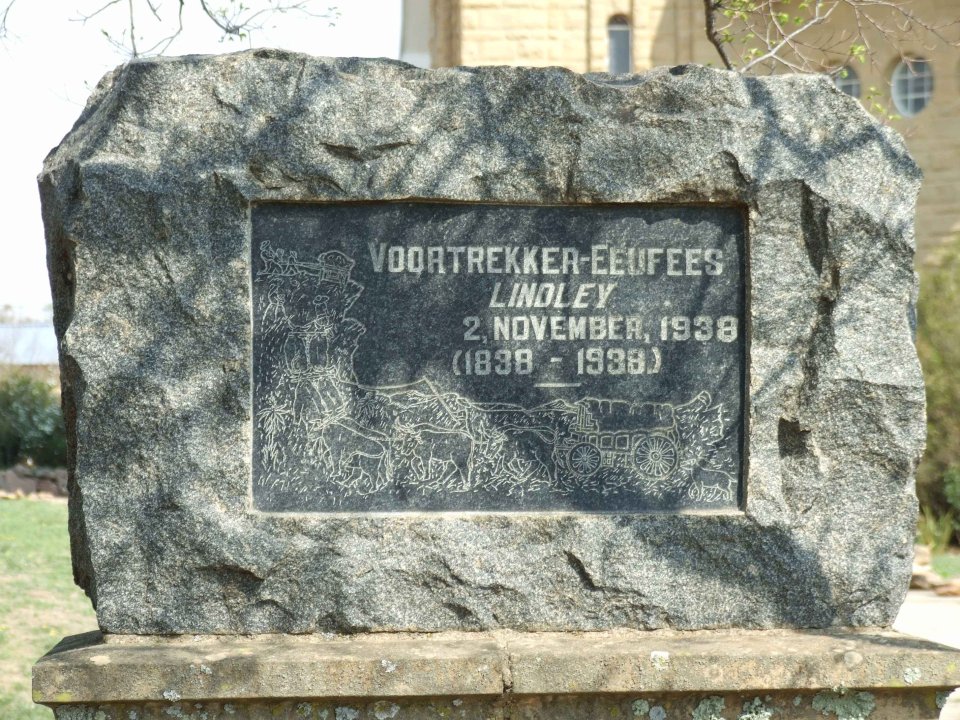 VOORTREKKER-EEUFEES
LINDLEY
2, NOVEMBER, 1938
(1838 - 1938.)